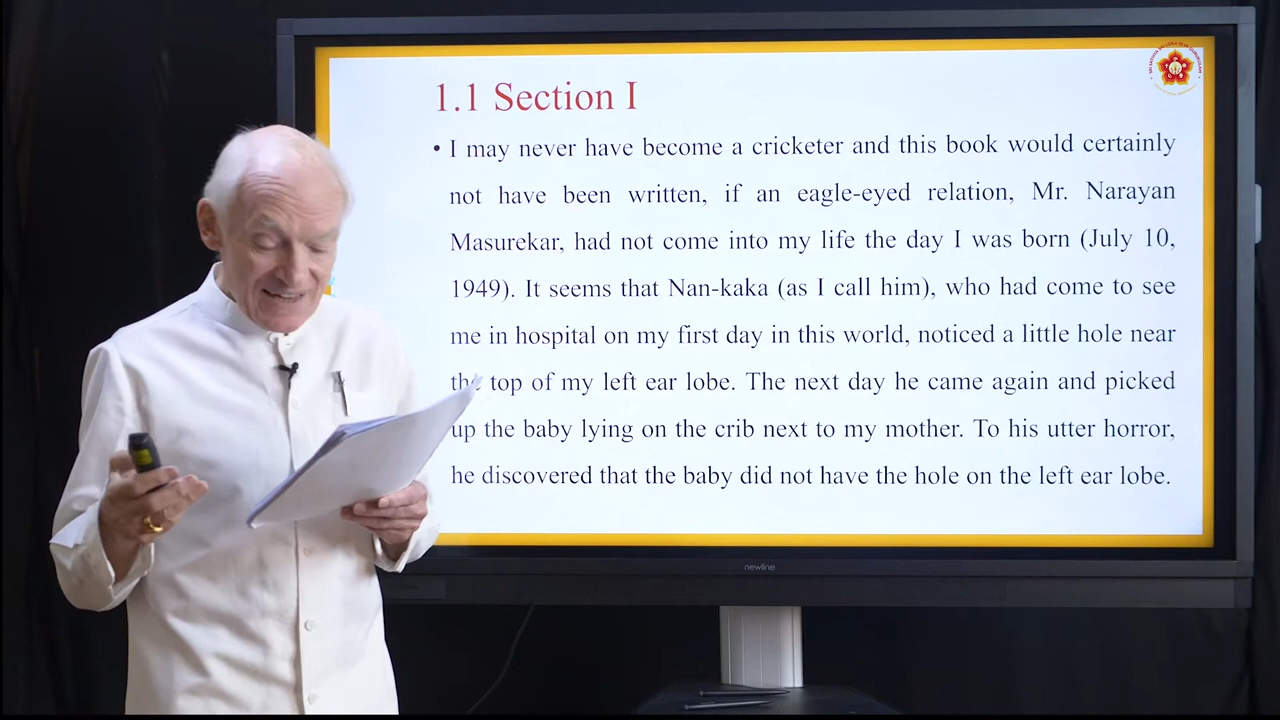 1.1 Section I
• I may never have become a cricketer and this book would certainly
not have been written, if an eagle-eyed relation, Mr. Narayan
Masurekar, had not come into my life the day I was born (July 10,
1949). It seems that Nan-kaka (as I call him), who had come to see
me in hospital on my first day in this world, noticed a little hole near
the top of my left ear lobe. The next day he came again and picked
up the baby lying on the crib next to my mother. To his utter horror,
he discovered that the baby did not have the hole on the left ear lobe.
newline